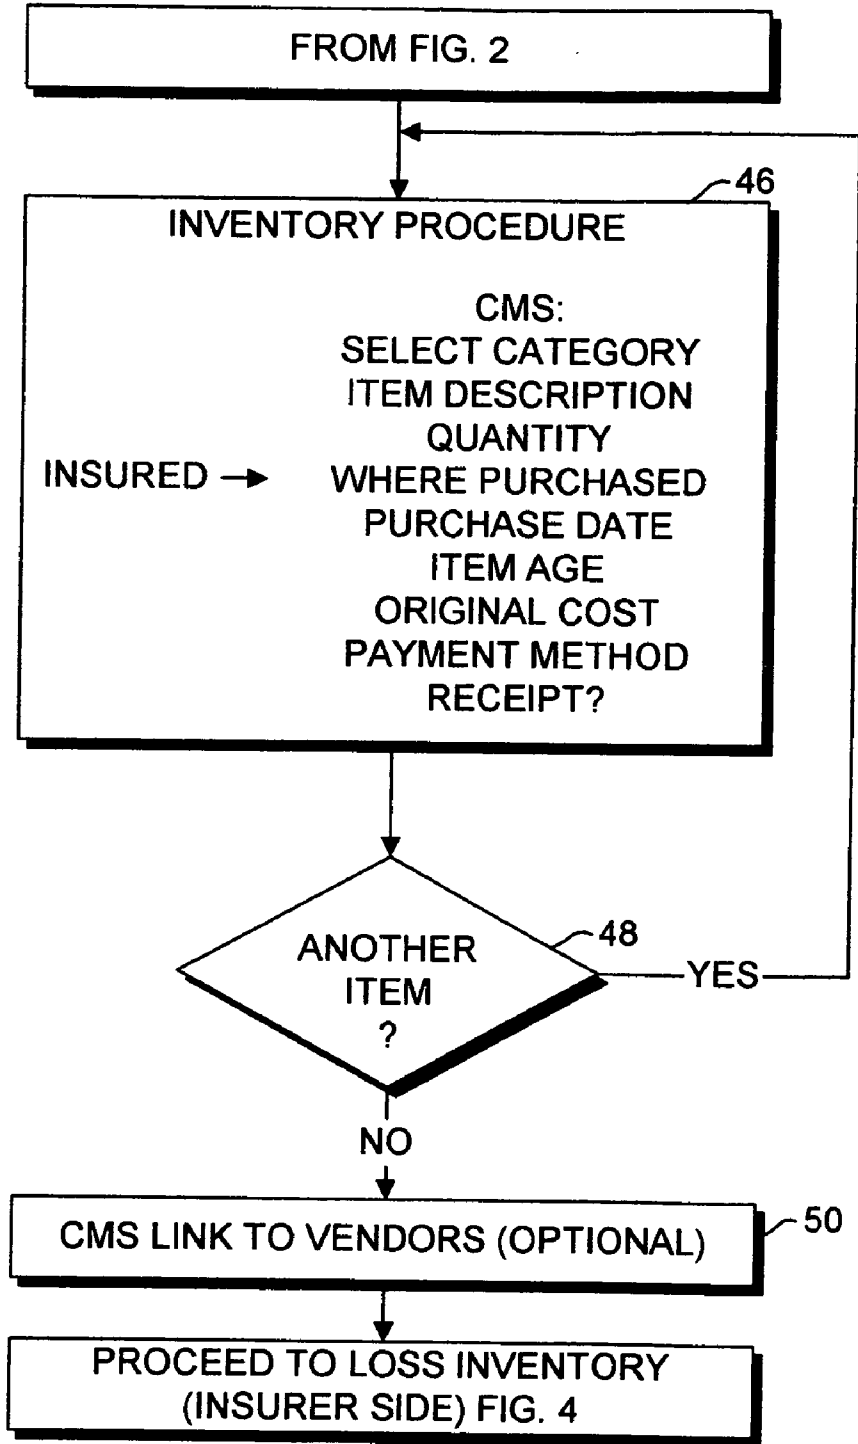 FROM FIG. 2
46
INVENTORY PROCEDURE
CMS:
SELECT CATEGORY
ITEM DESCRIPTION
QUANTITY
INSURED → WHERE PURCHASED
PURCHASE DATE
ITEM AGE
ORIGINAL COST
PAYMENT METHOD
RECEIPT?
48
ANOTHER
ITEM
?
YES
NO
CMS LINK TO VENDORS (OPTIONAL)
50
PROCEED TO LOSS INVENTORY
(INSURER SIDE) FIG. 4